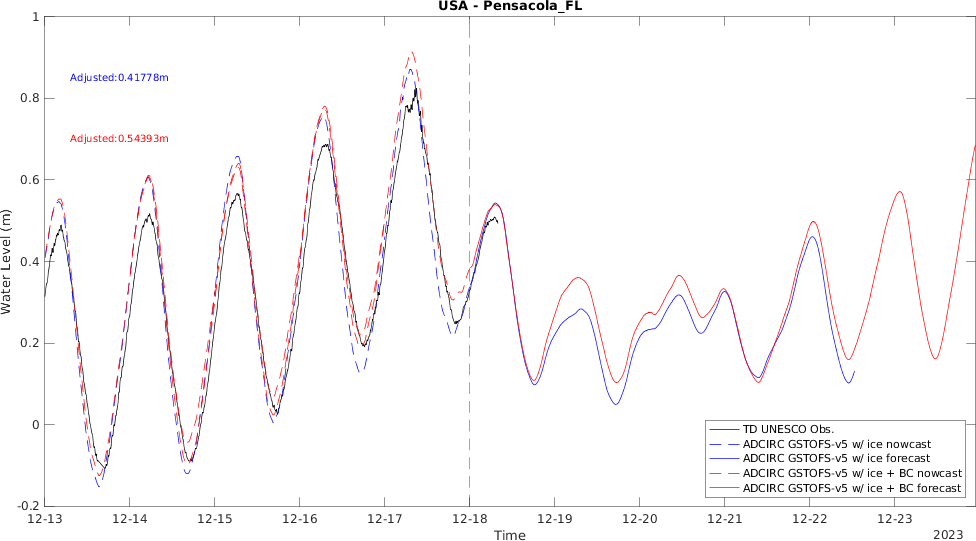 USA - Pensacola_FL
Adjusted:0.41778m
Adjusted:0.54393m
Water Level (m)
1
0.8
0.6
0.4
0.2
0
-0.2
12-13 12-14 12-15 12-16 12-17 12-18 12-19 12-20 12-21 12-22 12-23
Time
2023
TD UNESCO Obs.
ADCIRC GSTOFS-v5 w/ ice nowcast
ADCIRC GSTOFS-v5 w/ ice forecast
ADCIRC GSTOFS-v5 w/ ice + BC nowcast
ADCIRC GSTOFS-v5 w/ ice + BC forecast